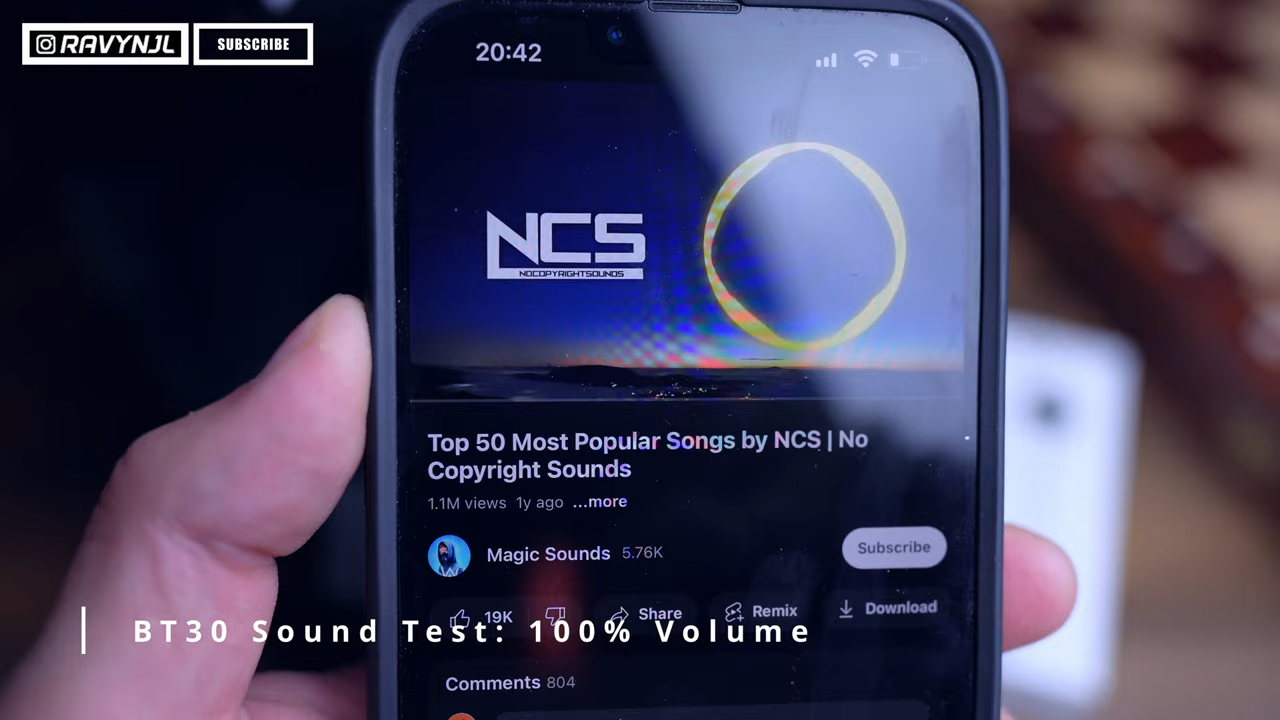 RAVYNJL
SUBSCRIBE
20:42
NCS
NOCOPYRIGHTSOUNDS
Top 50 Most Popular Songs by NCS | No
Copyright Sounds
1.1M views 1y ago ...more
Magic Sounds 5.76K
Subscribe
19K Share Remix Download
BT30 Sound Test: 100% Volume
Comments 804